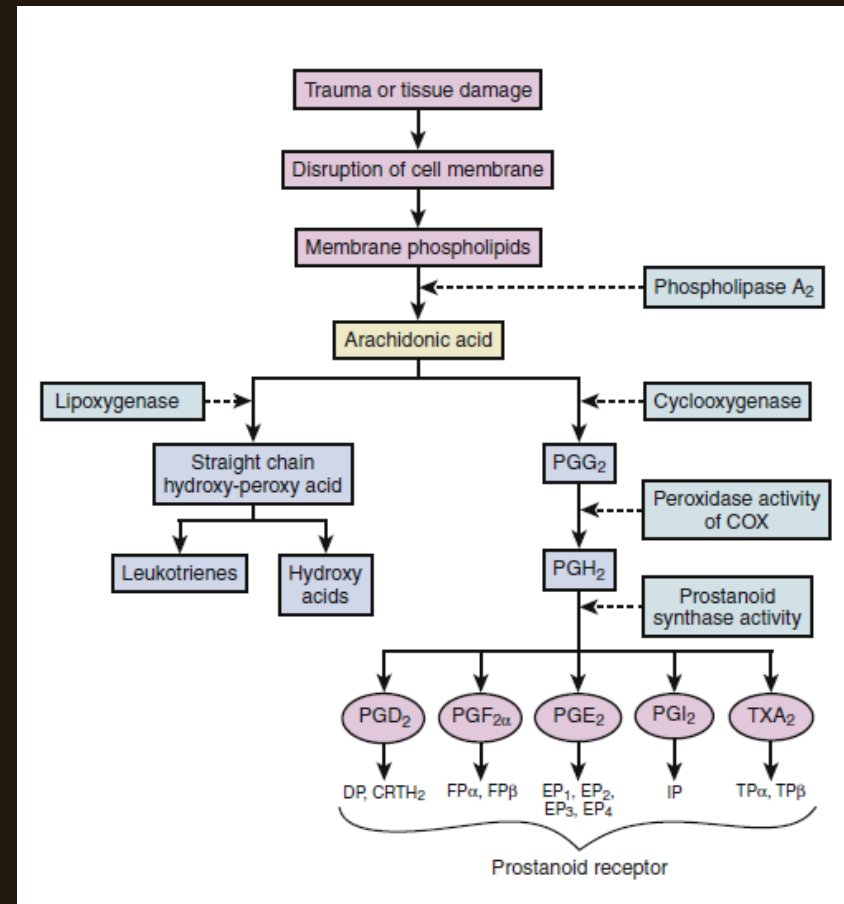 Trauma or tissue damage
Disruption of cell membrane
Membrane phospholipids
Phospholipase A₂
Arachidonic acid
Lipoxygenase
Cyclooxygenase
Straight chain
hydroxy-peroxy acid
PGG₂
Peroxidase activity
of COX
Leukotrienes
Hydroxy
acids
PGH₂
Prostanoid
synthase activity
PGD₂
PGF₂α
PGE₂
PGI₂
TXA₂
DP, CRTH₂
FPα, FPβ
EP₁, EP₂,
EP₃, EP₄
IP
TPα, TPβ
Prostanoid receptor